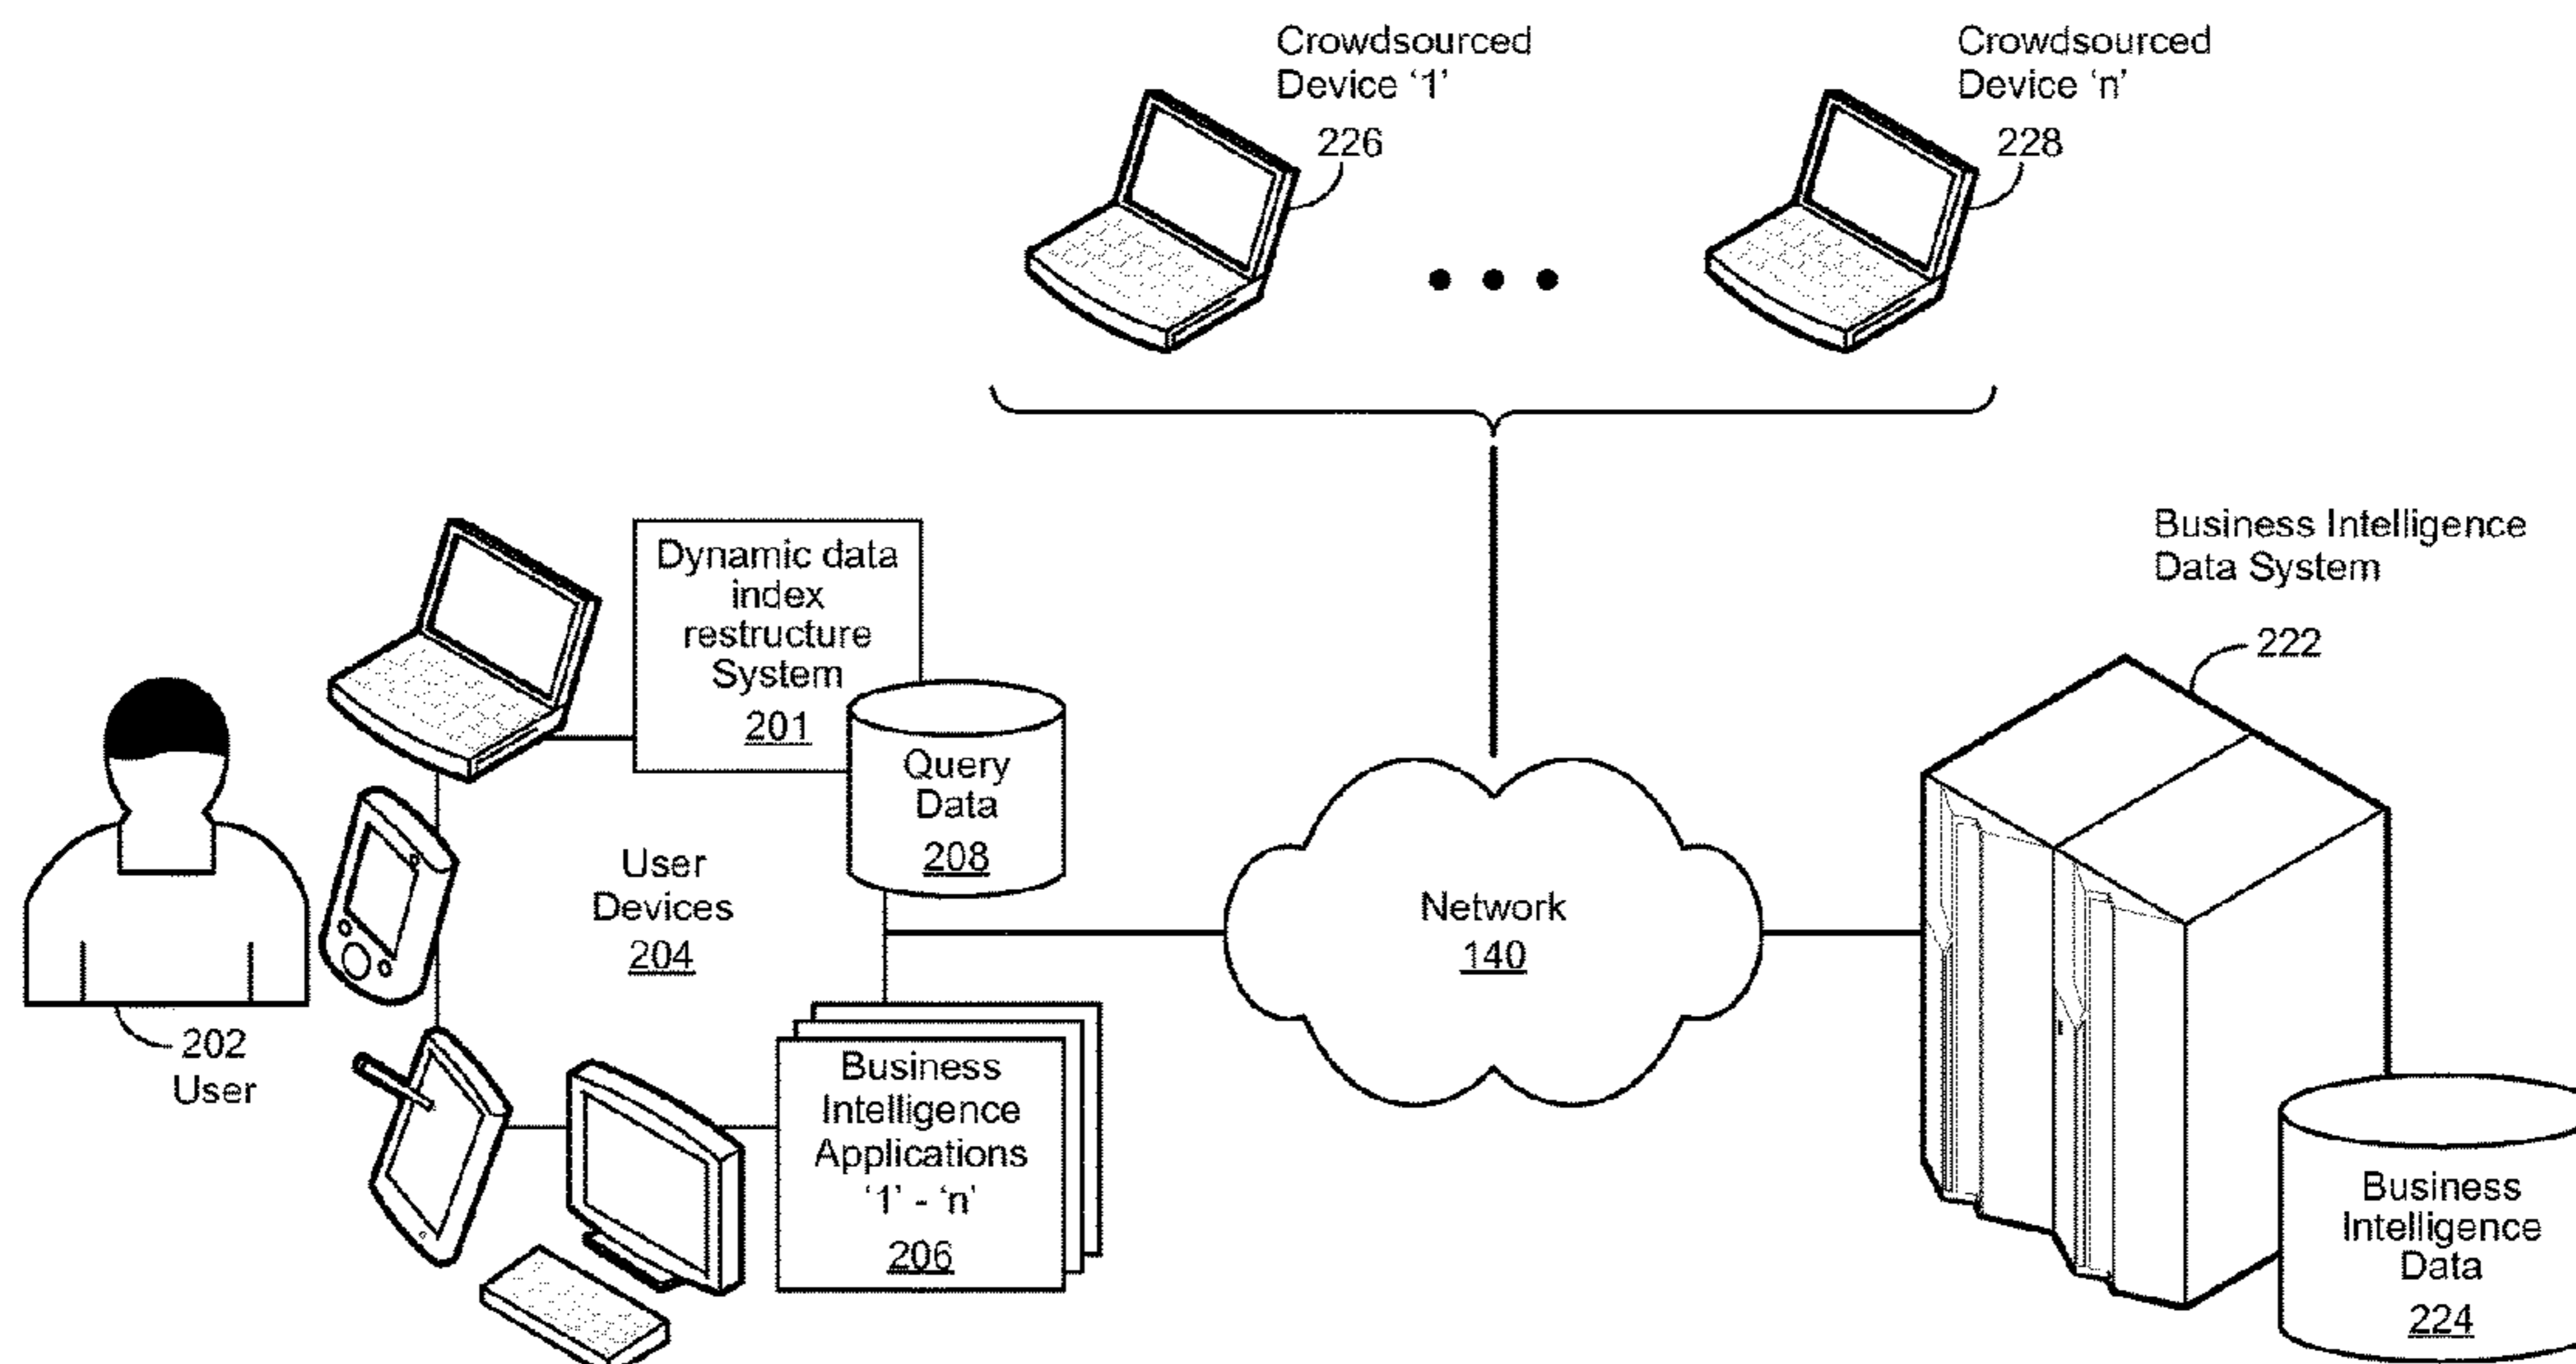 Crowdsourced
Device ‘1’
226
Crowdsourced
Device ‘n’
228
Business Intelligence
Data System
222
Dynamic data
index
restructure
System
201
Query
Data
208
User
Devices
204
Network
140
202
User
Business
Intelligence
Applications
‘1’ - ‘n’
206
Business
Intelligence
Data
224